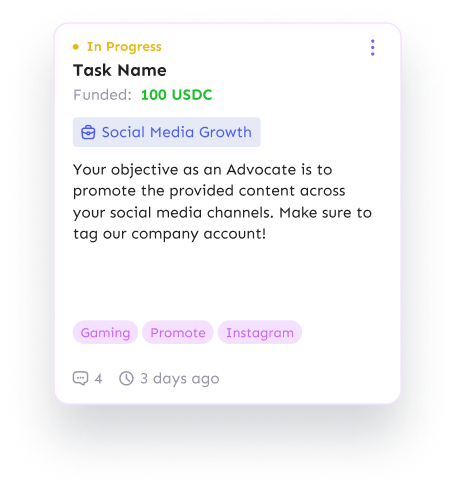 In Progress
Task Name
Funded: 100 USDC
Social Media Growth
Your objective as an Advocate is to
promote the provided content across
your social media channels. Make sure to
tag our company account!
Gaming Promote Instagram
4 3 days ago